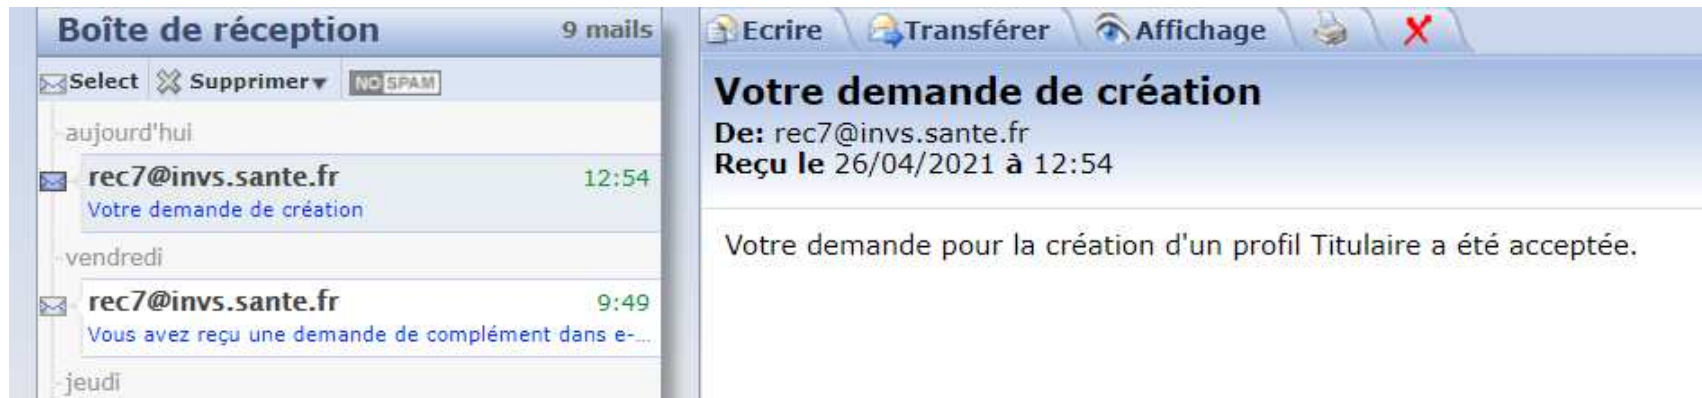 Boîte de réception 9 mails
Select Supprimer NO SPAM
aujourd'hui
rec7@invs.sante.fr 12:54
Votre demande de création
vendredi
rec7@invs.sante.fr 9:49
Vous avez reçu une demande de complément dans e-...
jeudi
Ecrire Transférer Affichage
Votre demande de création
De: rec7@invs.sante.fr
Reçu le 26/04/2021 à 12:54
Votre demande pour la création d'un profil Titulaire a été acceptée.